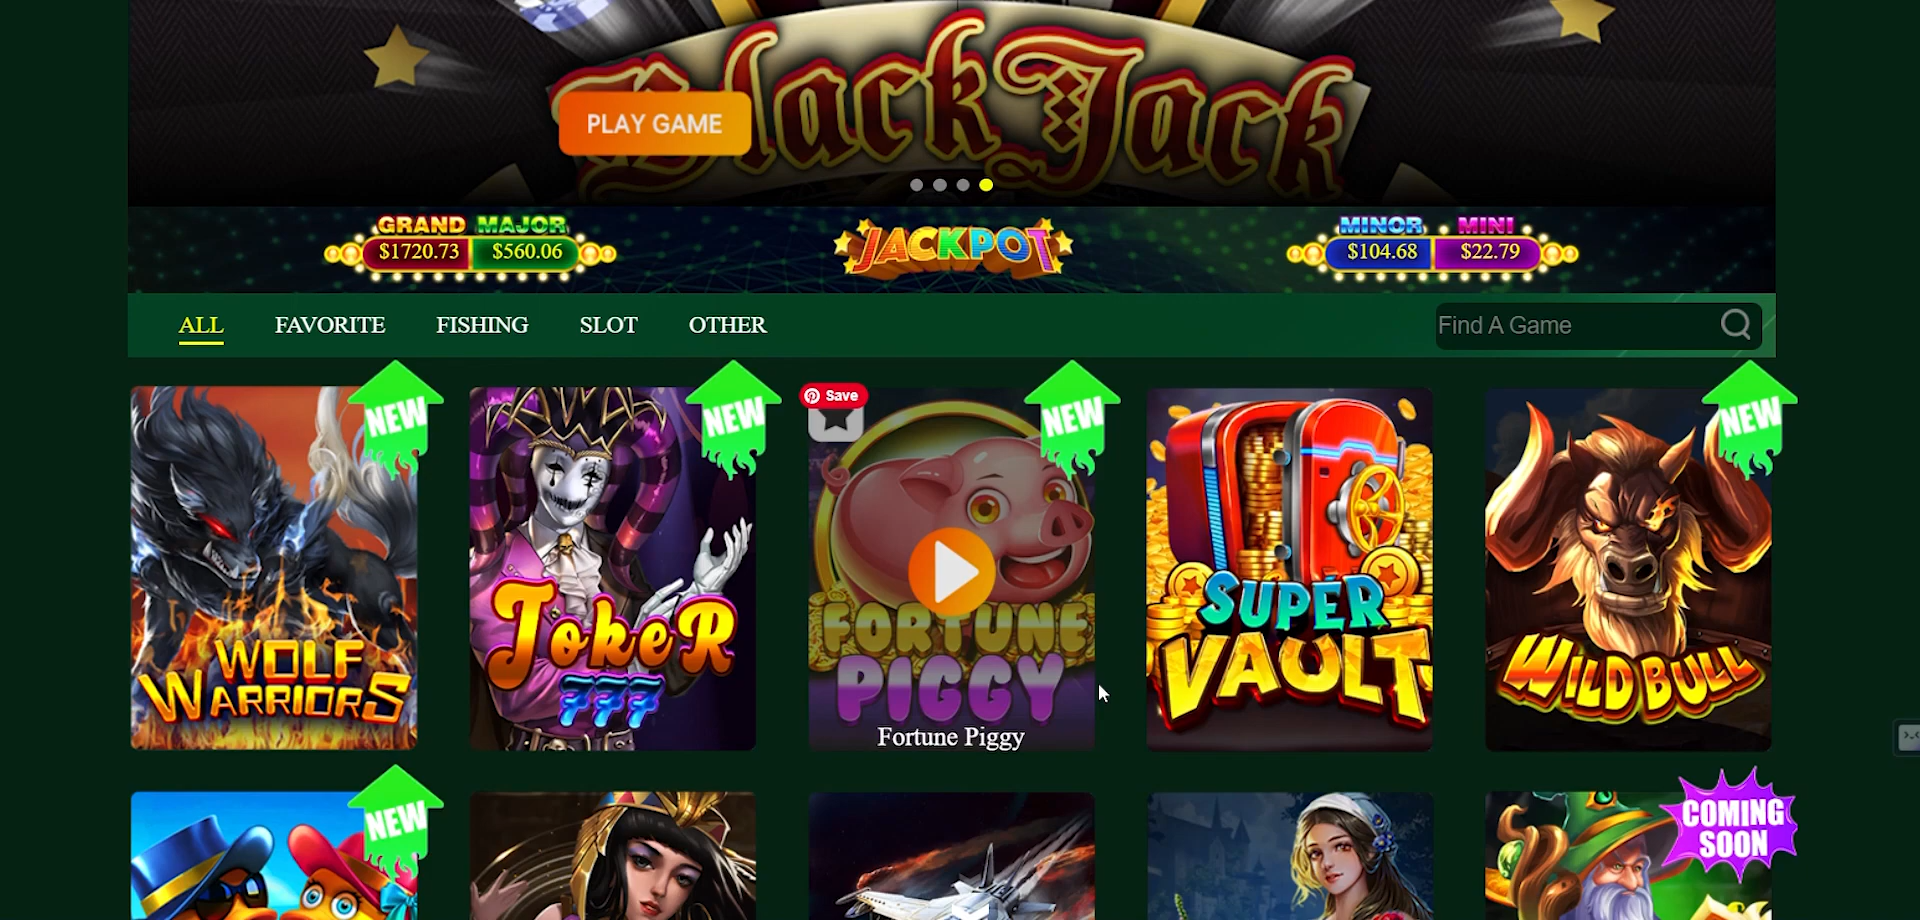 Black Jack
PLAY GAME
GRAND MAJOR
$1720.73 $560.06
JACKPOT
MINOR MINI
$104.68 $22.79
ALL FAVORITE FISHING SLOT OTHER
Find A Game
NEW
WOLF
WARRIORS
NEW
JokeR
777
Save
NEW
FORTUNE
PIGGY
Fortune Piggy
SUPER
VAULT
NEW
WILD BULL
NEW
COMING
SOON